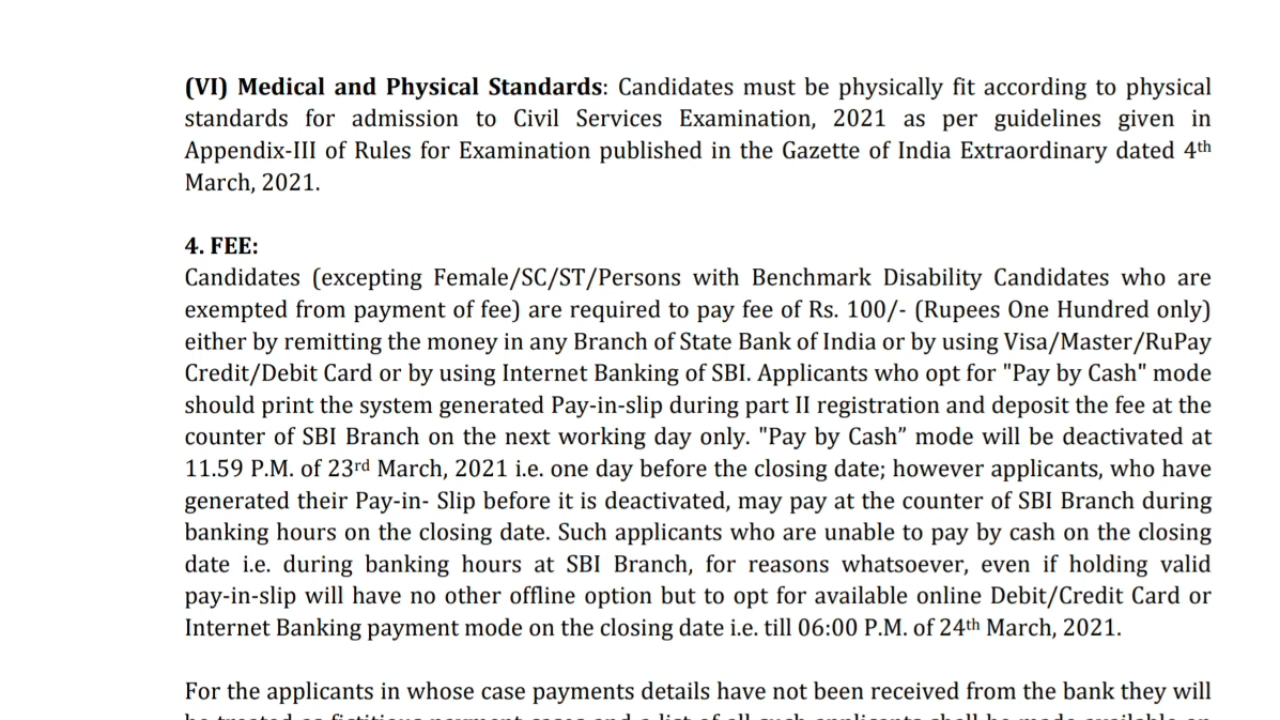 (VI) Medical and Physical Standards: Candidates must be physically fit according to physical
standards for admission to Civil Services Examination, 2021 as per guidelines given in
Appendix-III of Rules for Examination published in the Gazette of India Extraordinary dated 4th
March, 2021.
4. FEE:
Candidates (excepting Female/SC/ST/Persons with Benchmark Disability Candidates who are
exempted from payment of fee) are required to pay fee of Rs. 100/- (Rupees One Hundred only)
either by remitting the money in any Branch of State Bank of India or by using Visa/Master/RuPay
Credit/Debit Card or by using Internet Banking of SBI. Applicants who opt for "Pay by Cash" mode
should print the system generated Pay-in-slip during part II registration and deposit the fee at the
counter of SBI Branch on the next working day only. "Pay by Cash” mode will be deactivated at
11.59 P.M. of 23rd March, 2021 i.e. one day before the closing date; however applicants, who have
generated their Pay-in- Slip before it is deactivated, may pay at the counter of SBI Branch during
banking hours on the closing date. Such applicants who are unable to pay by cash on the closing
date i.e. during banking hours at SBI Branch, for reasons whatsoever, even if holding valid
pay-in-slip will have no other offline option but to opt for available online Debit/Credit Card or
Internet Banking payment mode on the closing date i.e. till 06:00 P.M. of 24th March, 2021.
For the applicants in whose case payments details have not been received from the bank they will